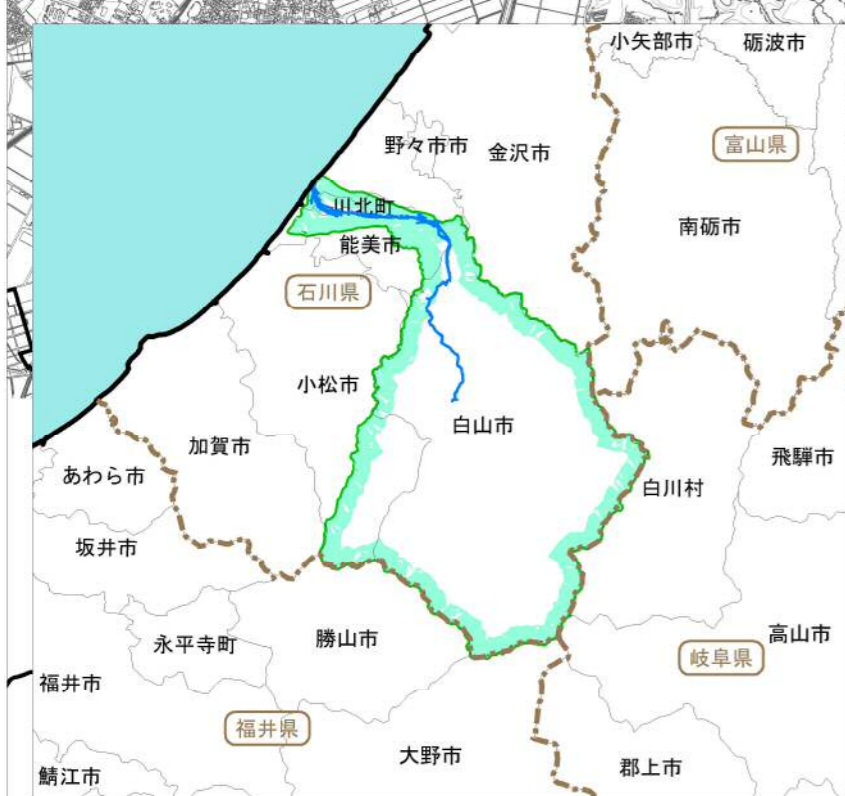 小矢部市
砺波市
野々市市
金沢市
富山県
川北町
南砺市
能美市
石川県
小松市
白山市
加賀市
飛騨市
あわら市
白川村
坂井市
永平寺町
勝山市
高山市
岐阜県
福井市
福井県
大野市
郡上市
鯖江市